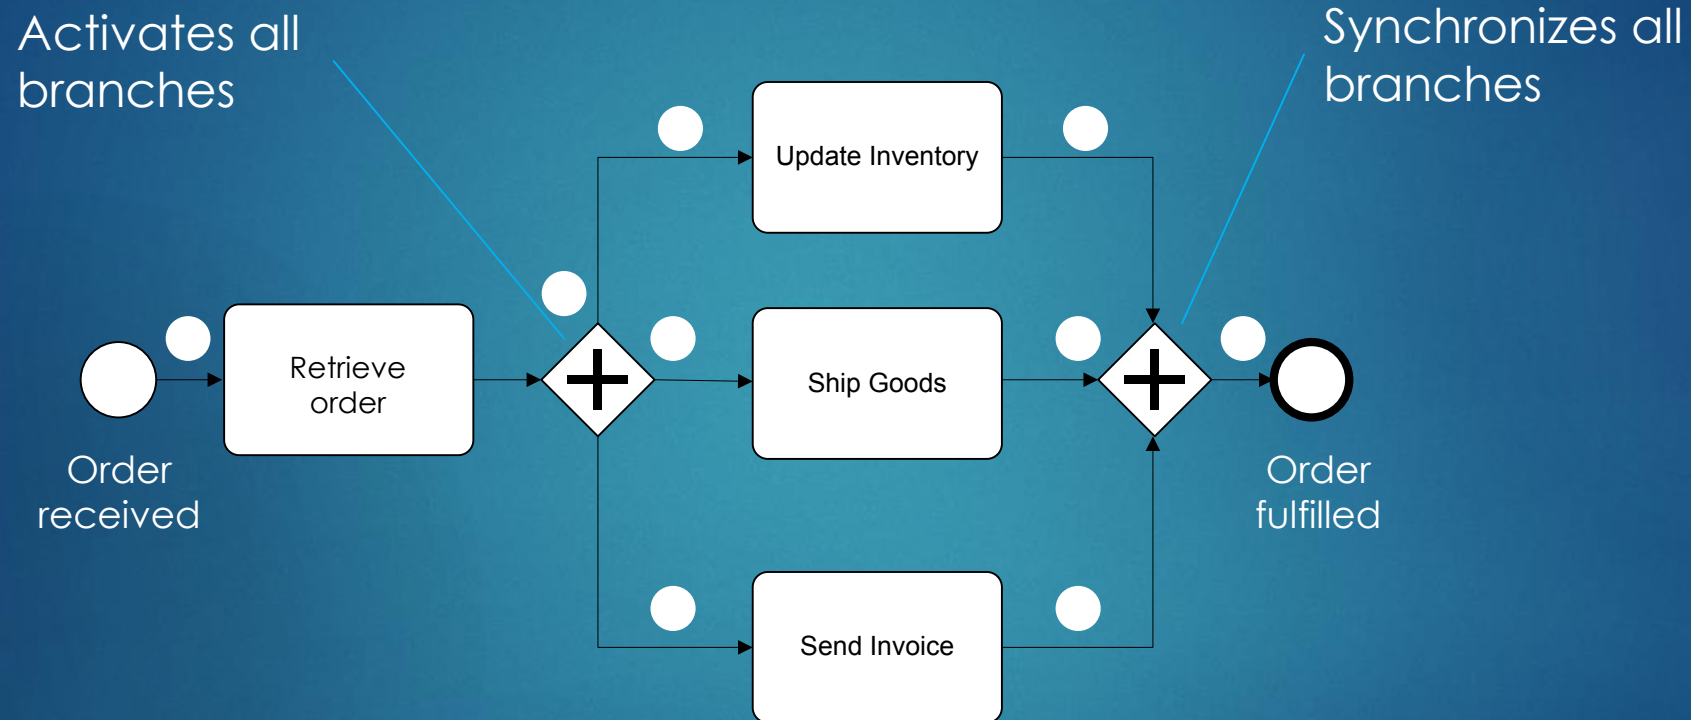 Activates all
branches
Synchronizes all
branches
Update Inventory
Retrieve
order
Ship Goods
Order
received
Order
fulfilled
Send Invoice